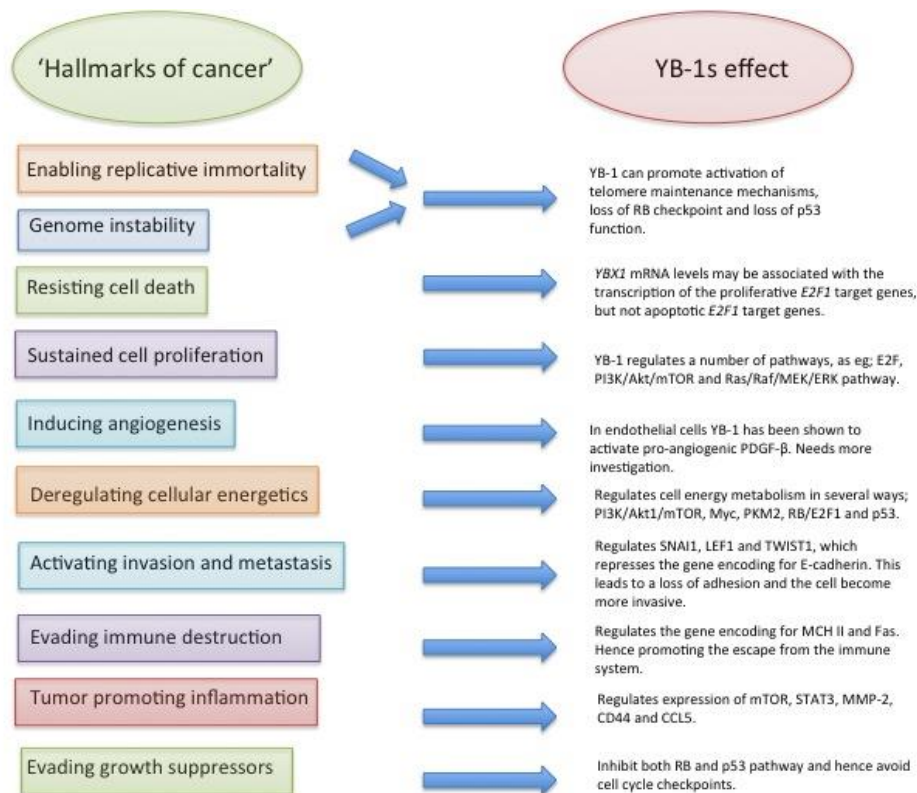 ‘Hallmarks of cancer’
YB-1s effect
Enabling replicative immortality
Genome instability
YB-1 can promote activation of
telomere maintenance mechanisms,
loss of RB checkpoint and loss of p53
function.
Resisting cell death
YBX1 mRNA levels may be associated with the
transcription of the proliferative E2F1 target genes,
but not apoptotic E2F1 target genes.
Sustained cell proliferation
YB-1 regulates a number of pathways, as eg; E2F,
PI3K/Akt/mTOR and Ras/Raf/MEK/ERK pathway.
Inducing angiogenesis
In endothelial cells YB-1 has been shown to
activate pro-angiogenic PDGF-β. Needs more
investigation.
Deregulating cellular energetics
Regulates cell energy metabolism in several ways;
PI3K/Akt1/mTOR, Myc, PKM2, RB/E2F1 and p53.
Activating invasion and metastasis
Regulates SNAI1, LEF1 and TWIST1, which
represses the gene encoding for E-cadherin. This
leads to a loss of adhesion and the cell become
more invasive.
Evading immune destruction
Regulates the gene encoding for MCH II and Fas.
Hence promoting the escape from the immune
system.
Tumor promoting inflammation
Regulates expression of mTOR, STAT3, MMP-2,
CD44 and CCL5.
Evading growth suppressors
Inhibit both RB and p53 pathway and hence avoid
cell cycle checkpoints.